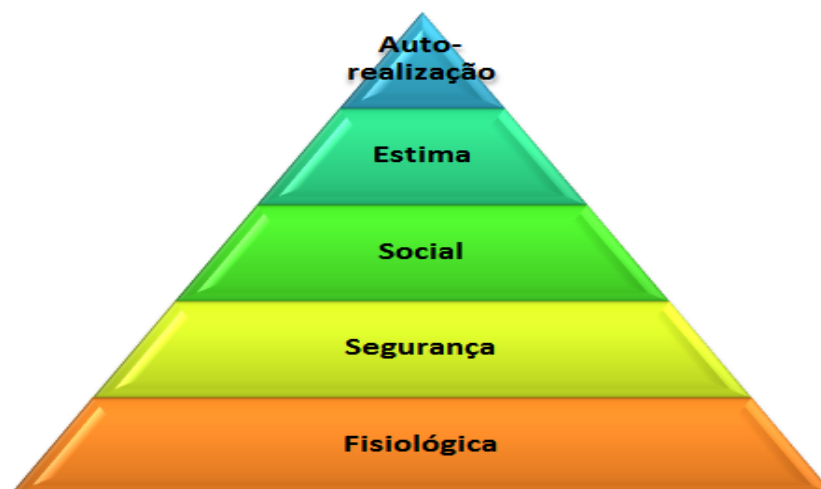 Auto-
realização
Estima
Social
Segurança
Fisiológica